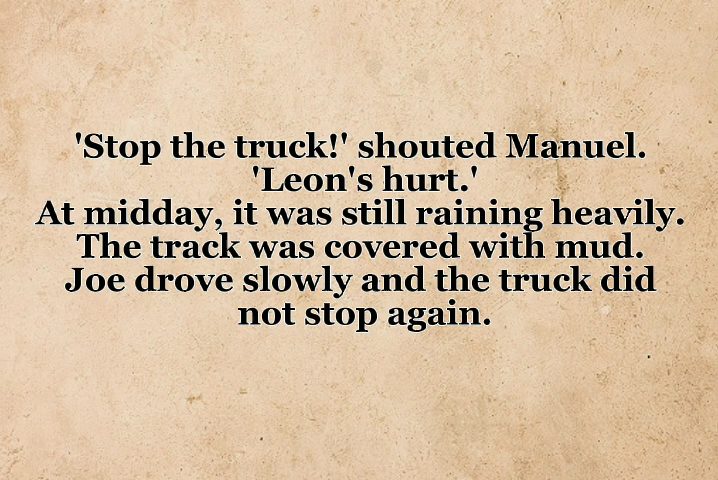 'Stop the truck!' shouted Manuel.
'Leon's hurt.'
At midday, it was still raining heavily.
The track was covered with mud.
Joe drove slowly and the truck did
not stop again.